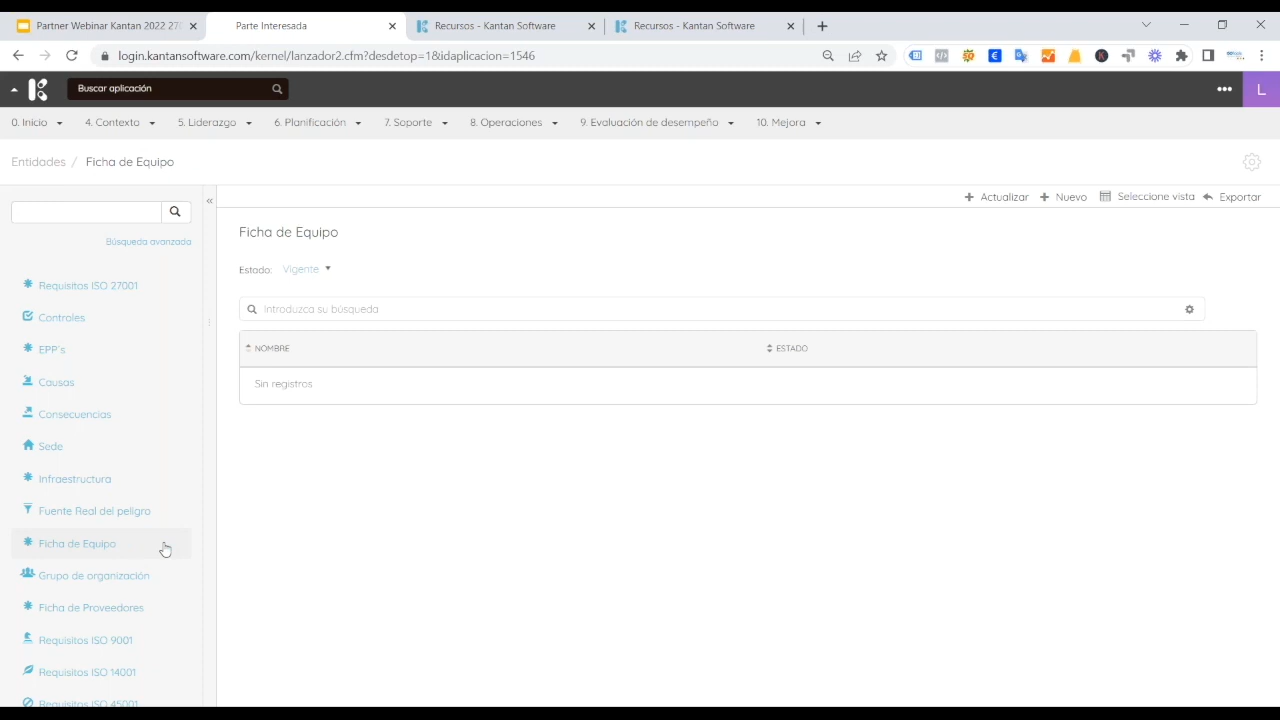 Partner Webinar Kantan 2022 270
Parte Interesada
Recursos - Kantan Software
Recursos - Kantan Software
login.kantansoftware.com/kernel/lanzador2.cfm?desdetop=1&idaplicacion=1546
Buscar aplicación
L
0. Inicio
4. Contexto
5. Liderazgo
6. Planificación
7. Soporte
8. Operaciones
9. Evaluación de desempeño
10. Mejora
Entidades / Ficha de Equipo
Actualizar
Nuevo
Seleccione vista
Exportar
Búsqueda avanzada
Requisitos ISO 27001
Controles
EPP's
Causas
Consecuencias
Sede
Infraestructura
Fuente Real del peligro
Ficha de Equipo
Grupo de organización
Ficha de Proveedores
Requisitos ISO 9001
Requisitos ISO 14001
Requisitos ISO 45001
Ficha de Equipo
Estado: Vigente
Introduzca su búsqueda
NOMBRE
ESTADO
Sin registros